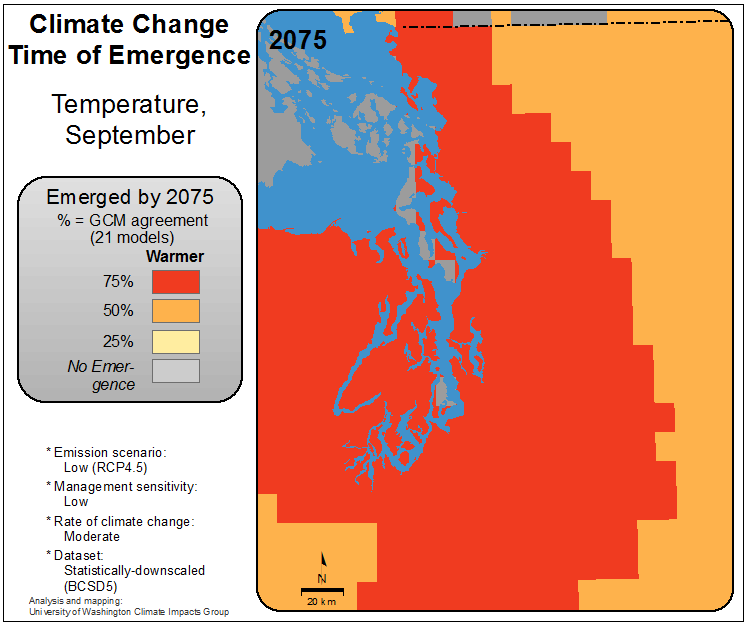 Climate Change
Time of Emergence
Temperature,
September
2075
Emerged by 2075
% = GCM agreement
(21 models)
Warmer
75%
50%
25%
No Emer-
gence
* Emission scenario:
Low (RCP4.5)
* Management sensitivity:
Low
* Rate of climate change:
Moderate
* Dataset:
Statistically-downscaled
(BCSD5)
Analysis and mapping:
University of Washington Climate Impacts Group
N
20 km